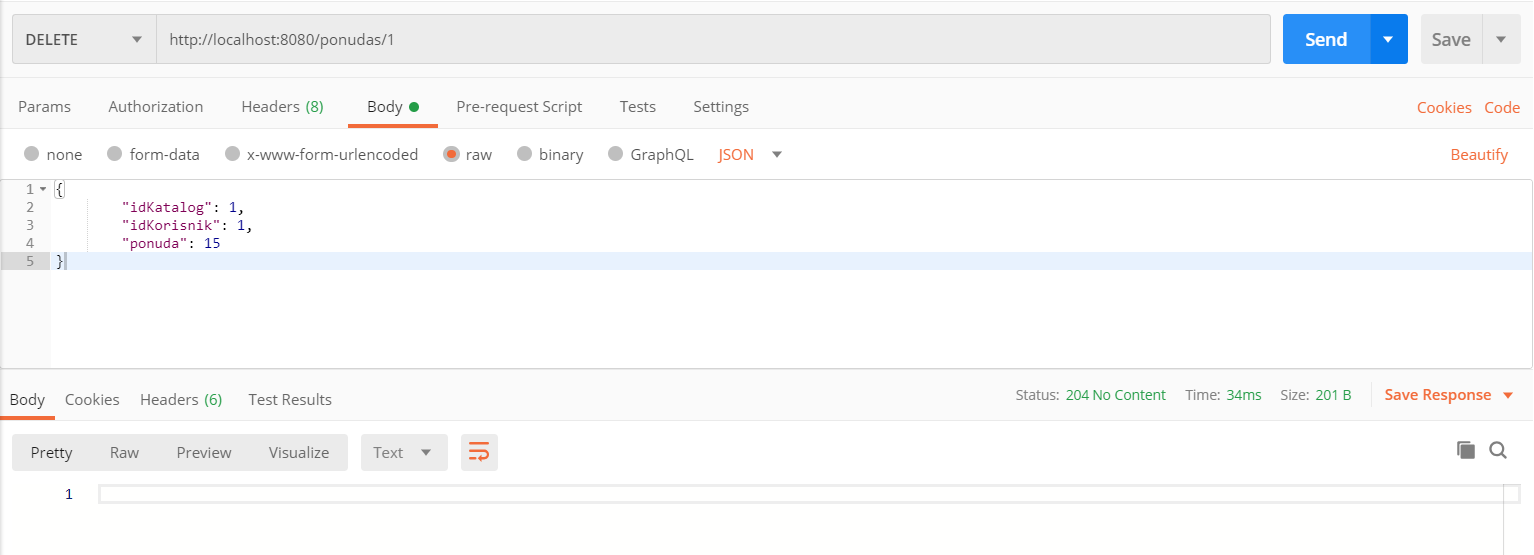 DELETE http://localhost:8080/ponudas/1 Send Save
Params Authorization Headers (8) Body Pre-request Script Tests Settings Cookies Code
none form-data x-www-form-urlencoded raw binary GraphQL JSON Beautify
1 {
2 "idKatalog": 1,
3 "idKorisnik": 1,
4 "ponuda": 15
5 }
Body Cookies Headers (6) Test Results Status: 204 No Content Time: 34ms Size: 201 B Save Response
Pretty Raw Preview Visualize Text
1